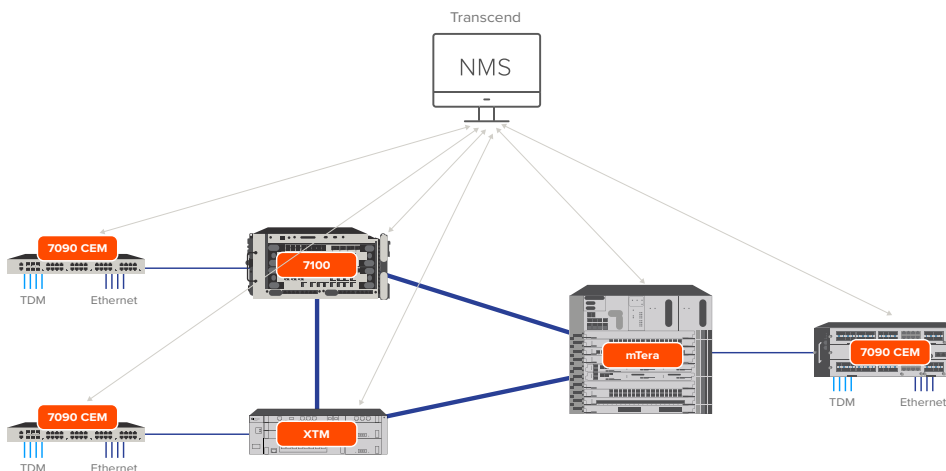 Transcend
NMS
7090 CEM
7100
TDM
Ethernet
mTera
7090 CEM
TDM
Ethernet
7090 CEM
XTM
TDM
Ethernet